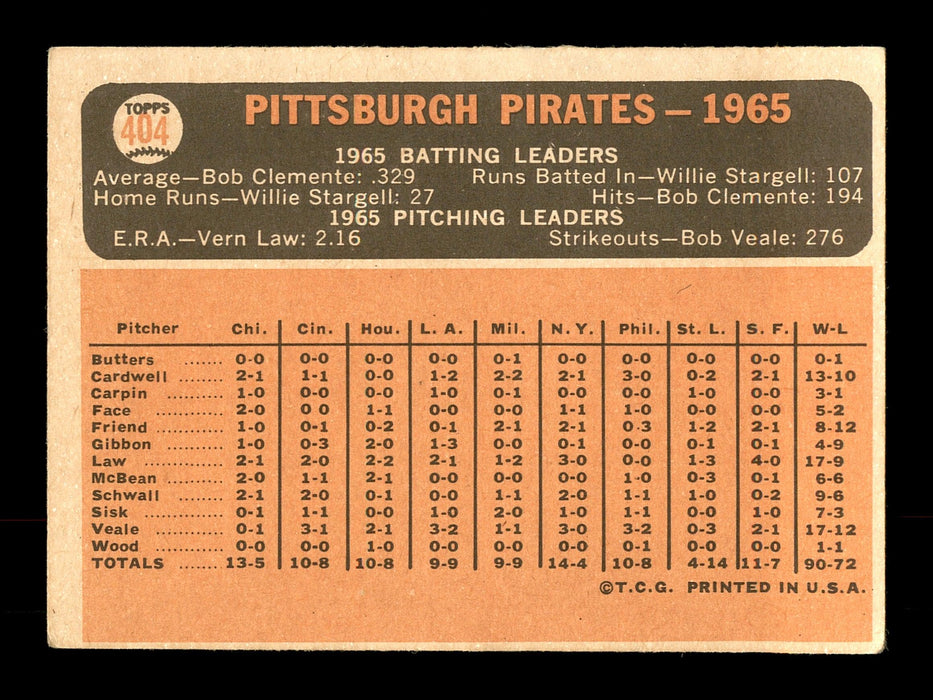 TOPPS
404
PITTSBURGH PIRATES — 1965
1965 BATTING LEADERS
Average—Bob Clemente: .329 Runs Batted In—Willie Stargell: 107
Home Runs—Willie Stargell: 27 Hits—Bob Clemente: 194
1965 PITCHING LEADERS
E.R.A.—Vern Law: 2.16 Strikeouts—Bob Veale: 276
Pitcher Chi. Cin. Hou. L. A. Mil. N. Y. Phil. St. L. S. F. W-L
Butters ....... 0-0 0-0 0-0 0-0 0-1 0-0 0-0 0-0 0-0 0-1
Cardwell ....... 2-1 1-1 0-0 1-2 2-2 2-1 3-0 0-2 2-1 13-10
Carpin .......... 1-0 0-0 0-0 1-0 0-1 0-0 0-0 1-0 0-0 3-1
Face ............ 2-0 0 0 1-1 0-0 0-0 1-1 1-0 0-0 0-0 5-2
Friend ........... 1-0 0-1 0-2 0-1 2-1 2-1 0-3 1-2 2-1 8-12
Gibbon .......... 1-0 0-3 2-0 1-3 0-0 0-1 0-0 0-1 0-1 4-9
Law ............. 2-1 2-0 2-2 2-1 1-2 3-0 0-0 1-3 4-0 17-9
McBean ......... 2-0 1-1 2-1 0-0 0-0 0-0 1-0 0-3 0-1 6-6
Schwall ......... 2-1 2-0 0-1 0-0 1-1 2-0 1-1 1-0 0-2 9-6
Sisk ............. 0-1 1-1 0-0 1-0 2-0 1-0 1-1 0-0 1-0 7-3
Veale ........... 0-1 3-1 2-1 3-2 1-1 3-0 3-2 0-3 2-1 17-12
Wood ........... 0-0 0-0 1-0 0-0 0-0 0-0 0-1 0-0 0-0 1-1
TOTALS ....... 13-5 10-8 10-8 9-9 9-9 14-4 10-8 4-14 11-7 90-72
©T.C.G. PRINTED IN U.S.A.